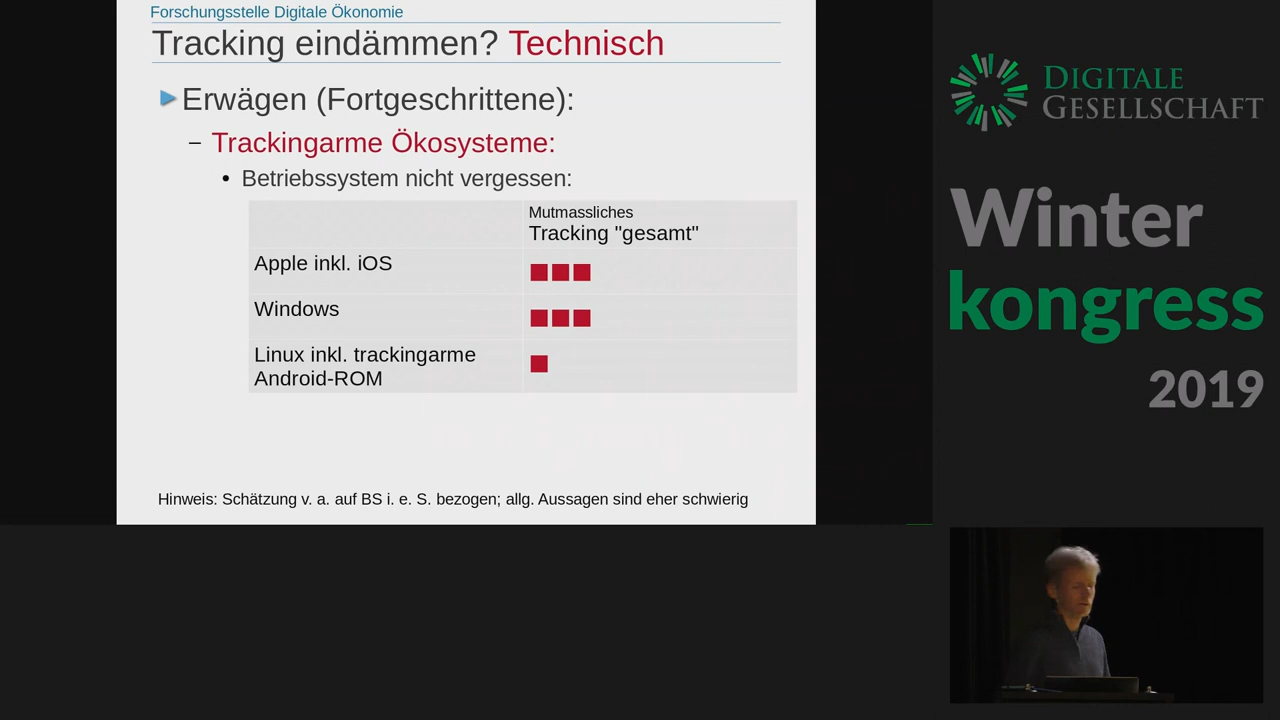 Forschungsstelle Digitale Ökonomie
Tracking eindämmen? Technisch
Erwägen (Fortgeschrittene):
– Trackingarme Ökosysteme:
• Betriebssystem nicht vergessen:
Mutmassliches
Tracking "gesamt"
Apple inkl. iOS
Windows
Linux inkl. trackingarme
Android-ROM
Hinweis: Schätzung v. a. auf BS i. e. S. bezogen; allg. Aussagen sind eher schwierig
DIGITALE
GESELLSCHAFT
Winter
kongress
2019